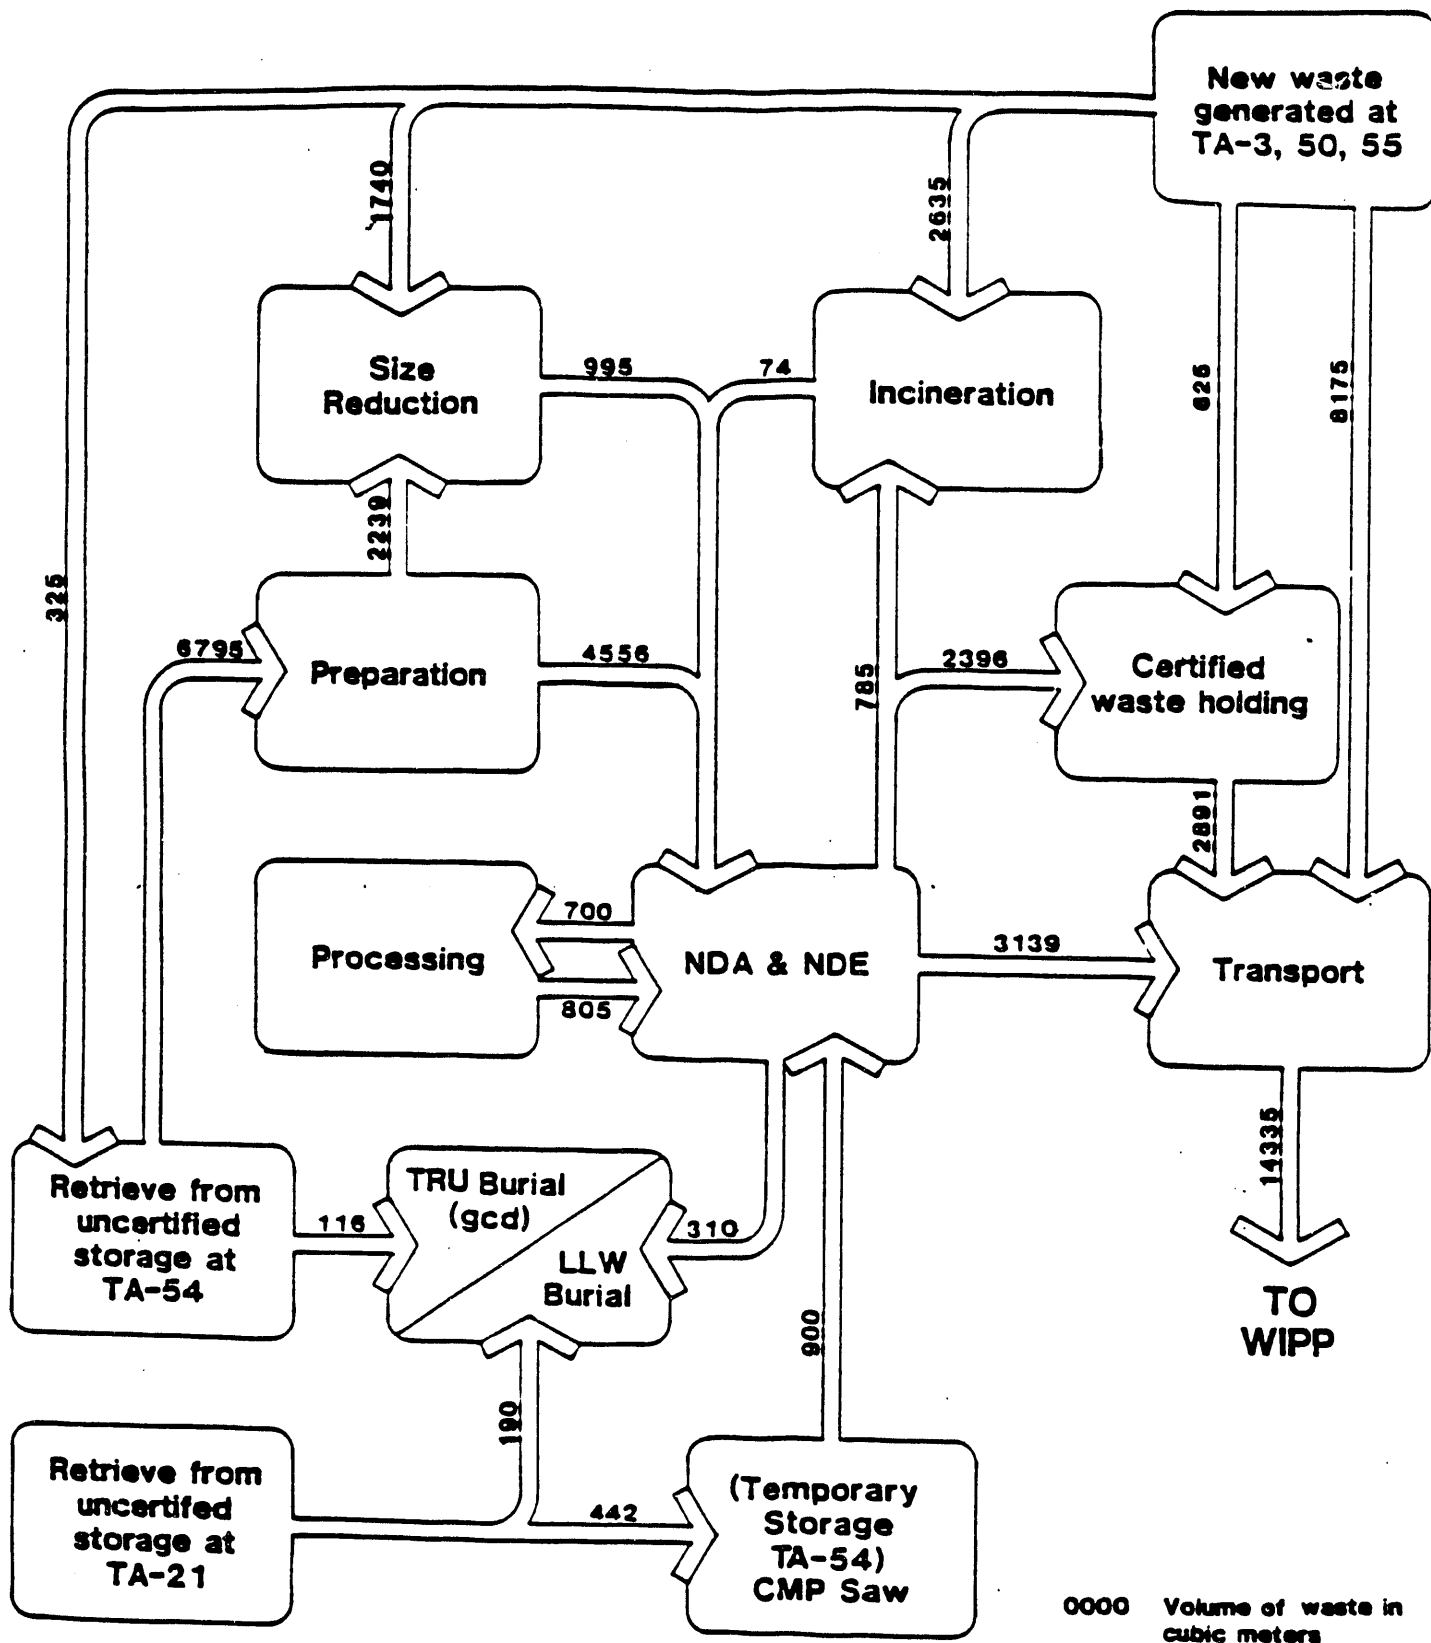 New waste
generated at
TA-3, 50, 55
1740
2635
625
8175
Size
Reduction
995
74
Incineration
2239
325
6795
Preparation
4556
785
2396
Certified
waste holding
2891
Processing
700
805
NDA & NDE
3139
Transport
14335
Retrieve from
uncertified
storage at
TA-54
116
TRU Burial
(gcd)
LLW
Burial
310
900
TO
WIPP
190
Retrieve from
uncertifed
storage at
TA-21
442
(Temporary
Storage
TA-54)
CMP Saw
0000 Volume of waste in
cubic meters